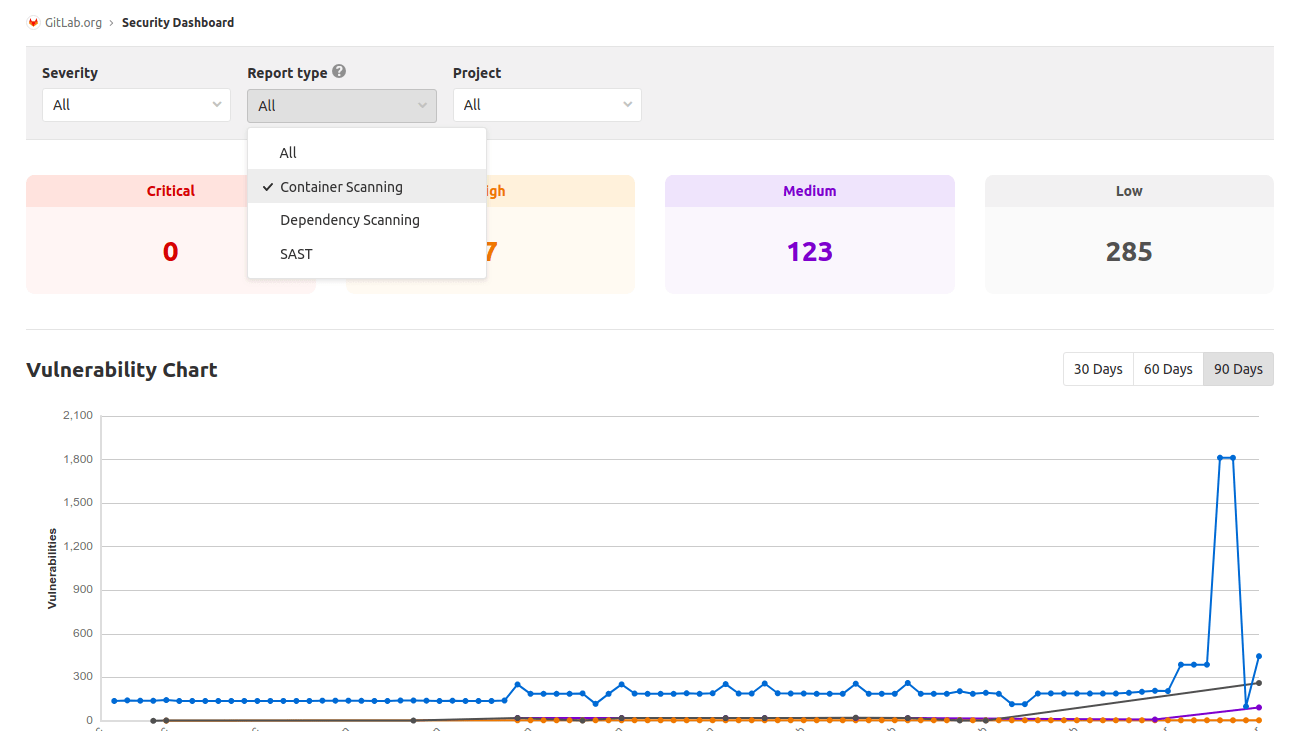 GitLab.org › Security Dashboard
Severity Report type ? Project
All All All
All
Container Scanning
Dependency Scanning
SAST
Critical Medium Low
0 7 123 285
Vulnerability Chart 30 Days 60 Days 90 Days
Vulnerabilities
2,100
1,800
1,500
1,200
900
600
300
0